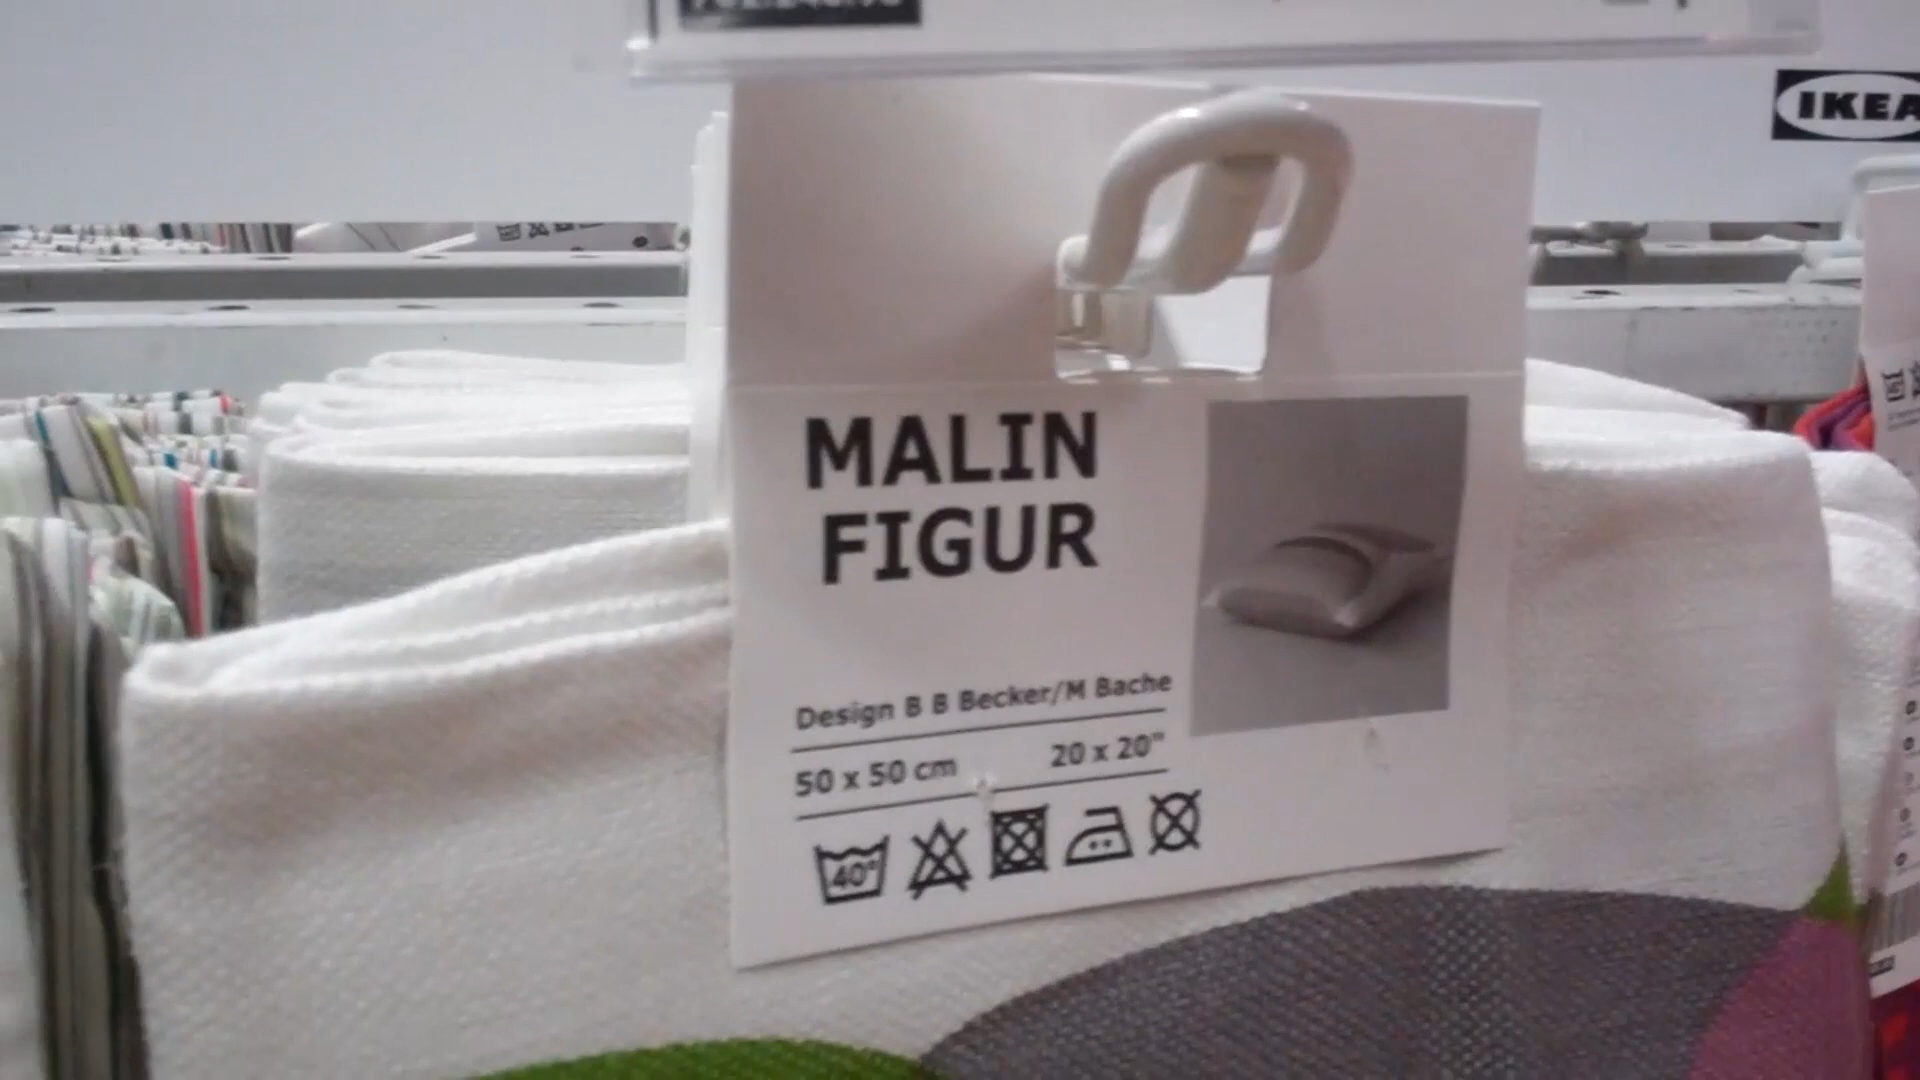 IKEA
MALIN
FIGUR
Design B B Becker/M Bache
50 x 50 cm 20 x 20"
40°